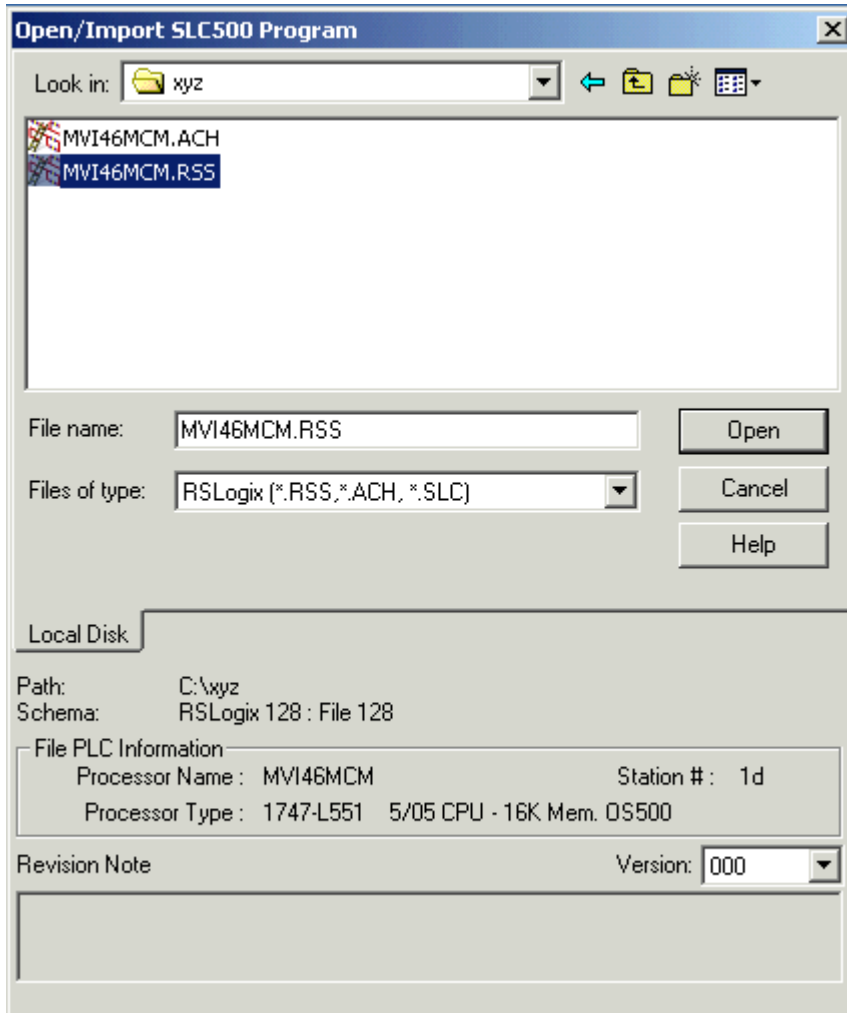 Open/Import SLC500 Program
Look in: xyz
MVI46MCM.ACH
MVI46MCM.RSS
File name: MVI46MCM.RSS Open
Files of type: RSLogix (*.RSS,*.ACH, *.SLC) Cancel
Help
Local Disk
Path: C:\xyz
Schema: RSLogix 128 : File 128
File PLC Information
Processor Name : MVI46MCM Station # : 1d
Processor Type : 1747-L551 5/05 CPU - 16K Mem. OS500
Revision Note Version: 000